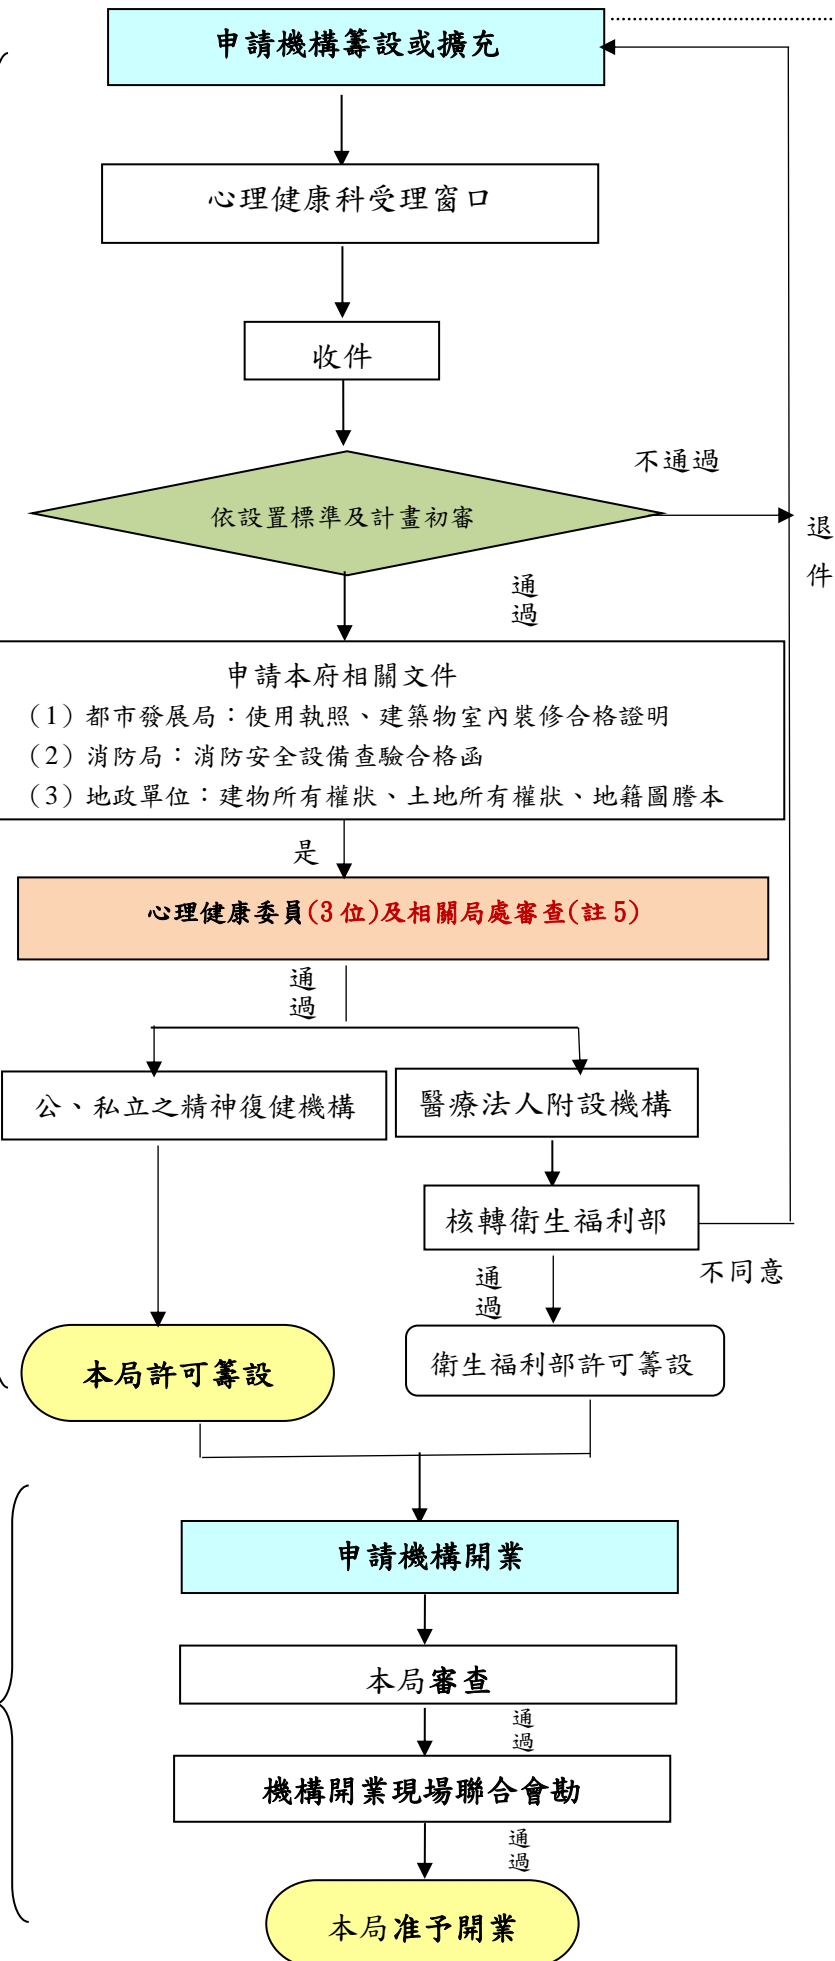 申請機構籌設或擴充
心理健康科受理窗口
收件
不通過
依設置標準及計畫初審
退
件
通
過
申請本府相關文件
（1）都市發展局：使用執照、建築物室內裝修合格證明
（2）消防局：消防安全設備查驗合格函
（3）地政單位：建物所有權狀、土地所有權狀、地籍圖謄本
是
心理健康委員(3 位)及相關局處審查(註 5)
通
過
公、私立之精神復健機構
醫療法人附設機構
核轉衛生福利部
不同意
通
過
本局許可籌設
衛生福利部許可籌設
申請機構開業
本局審查
通
過
機構開業現場聯合會勘
通
過
本局准予開業